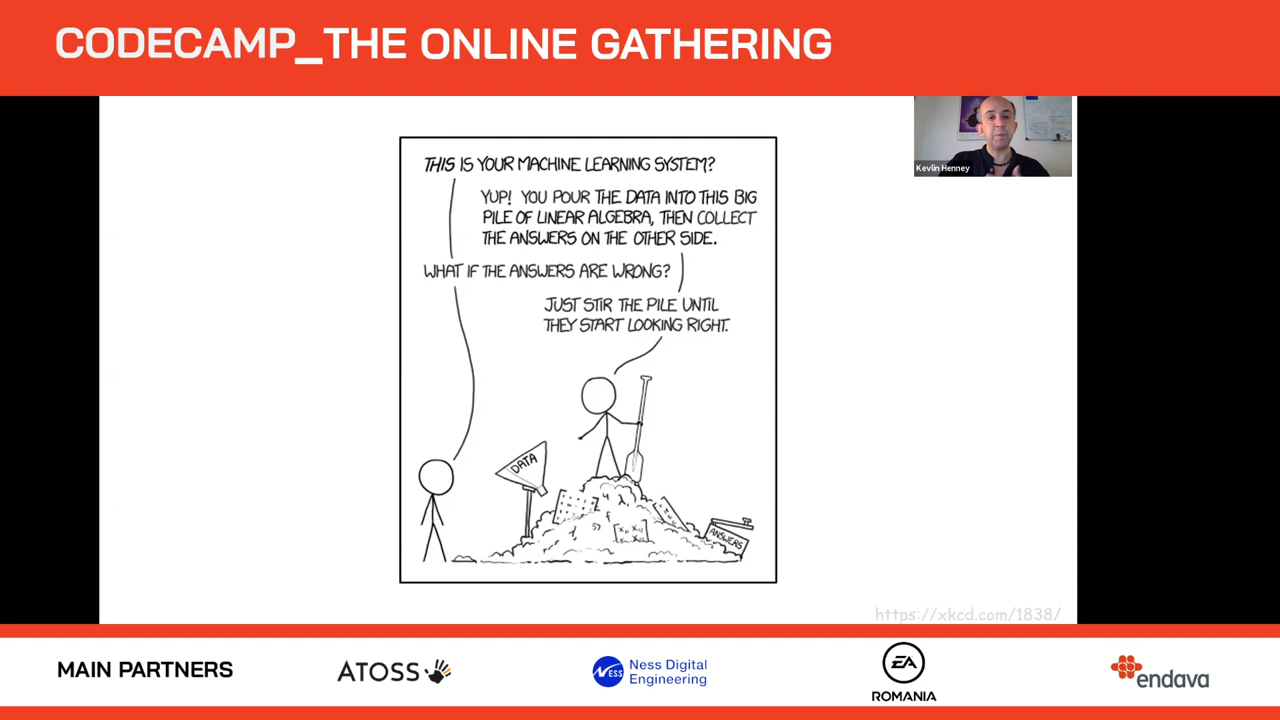 CODECAMP_THE ONLINE GATHERING
Kevlin Henney
THIS IS YOUR MACHINE LEARNING SYSTEM?
YUP! YOU POUR THE DATA INTO THIS BIG
PILE OF LINEAR ALGEBRA, THEN COLLECT
THE ANSWERS ON THE OTHER SIDE.
WHAT IF THE ANSWERS ARE WRONG?
JUST STIR THE PILE UNTIL
THEY START LOOKING RIGHT.
DATA
ANSWERS
https://xkcd.com/1838/
MAIN PARTNERS
ATOSS
NESS
Ness Digital
Engineering
EA
ROMANIA
endava